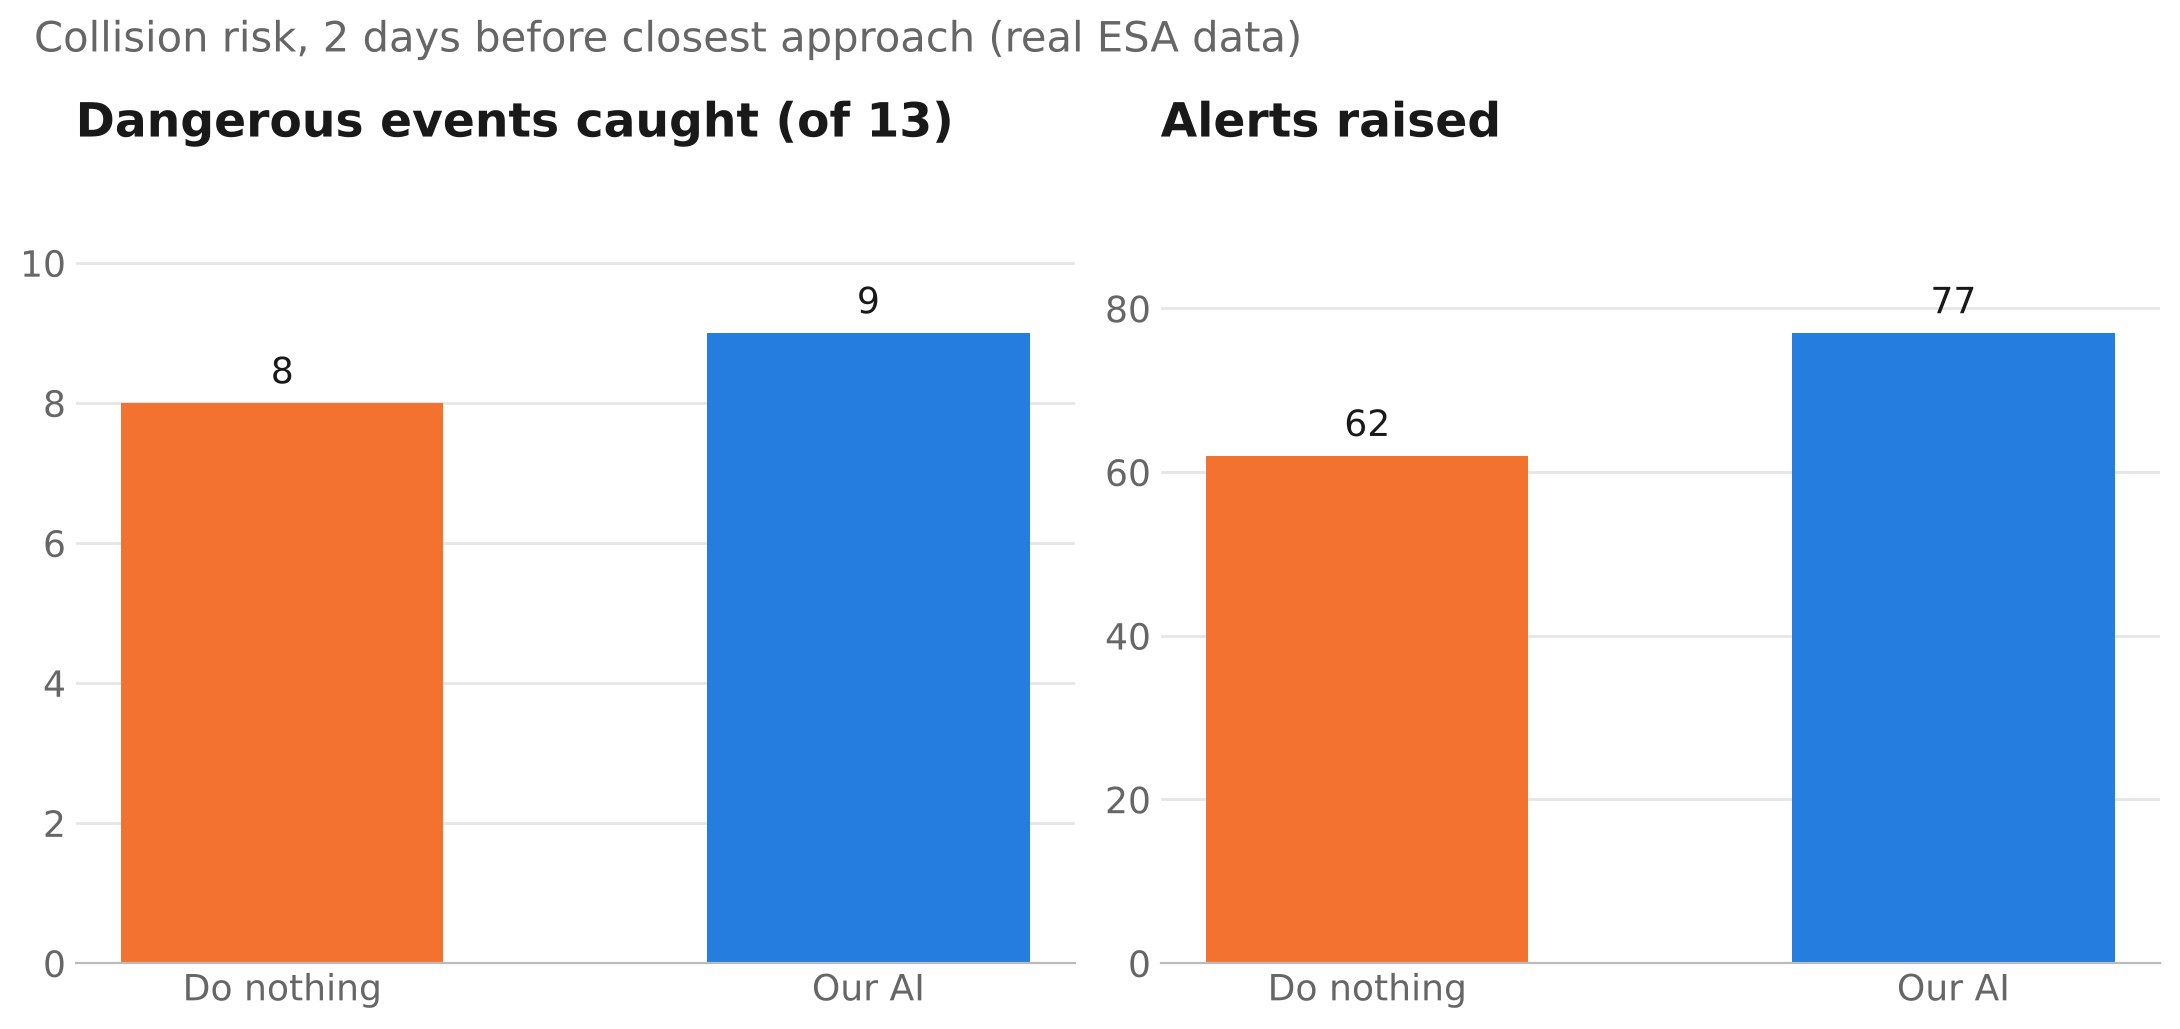 Collision risk, 2 days before closest approach (real ESA data)
Dangerous events caught (of 13)
10
8
6
4
2
0
8
9
Do nothing
Our AI
Alerts raised
80
60
40
20
0
62
77
Do nothing
Our AI